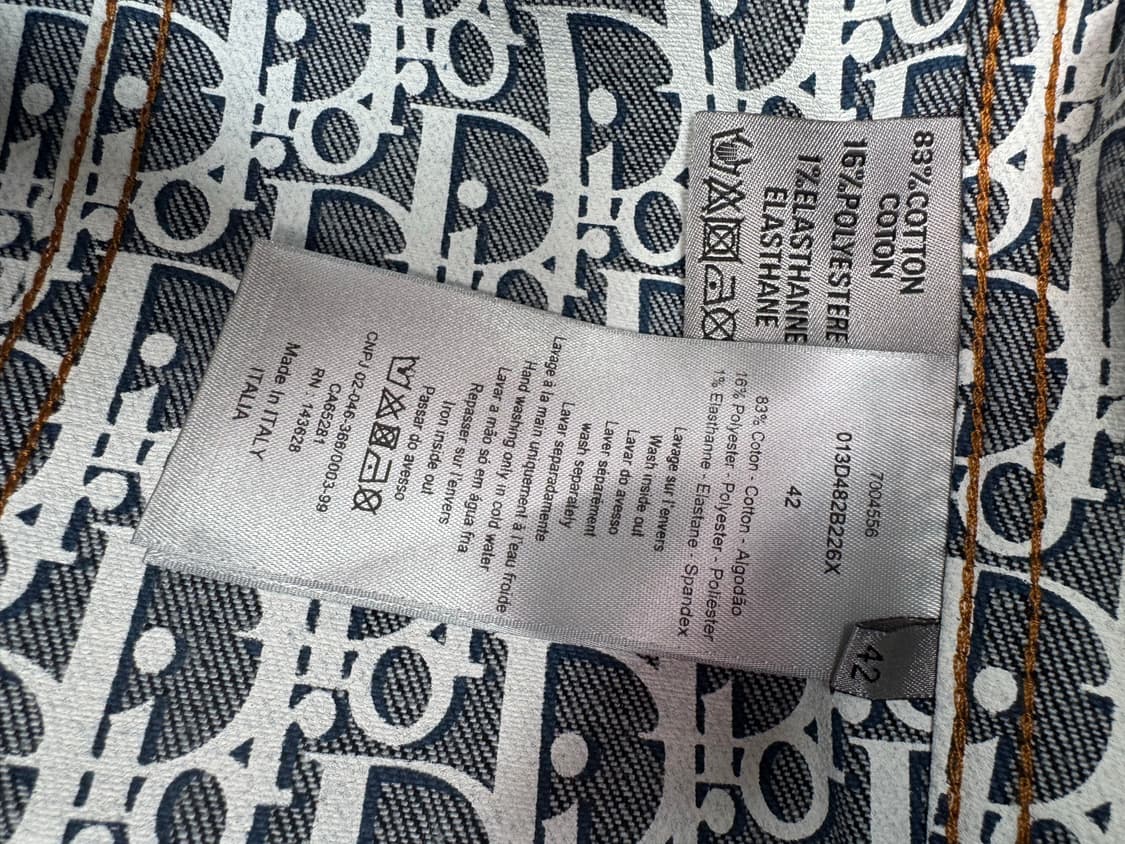 83%COTTON
COTON
16%POLYESTERE
1%ELASTHANNE
ELASTHANE
7004556
013D482B226X
42
83% Coton - Cotton - Algodão
16% Polyester - Polyester - Poliéster
1% Elasthane - Elastane - Spandex
Lavage sur l'envers
Wash inside out
Lavar do avesso
Laver séparément
wash separately
Lavar separadamente
Lavage à la main uniquement à l'eau froide
Hand washing only in cold water
Lavar a mão só em água fria
Repasser sur l'envers
Iron inside out
Passar do avesso
CNPJ 02-046-366/0003-99
CA65281
RN : 143628
Made in ITALY
ITALIA
42